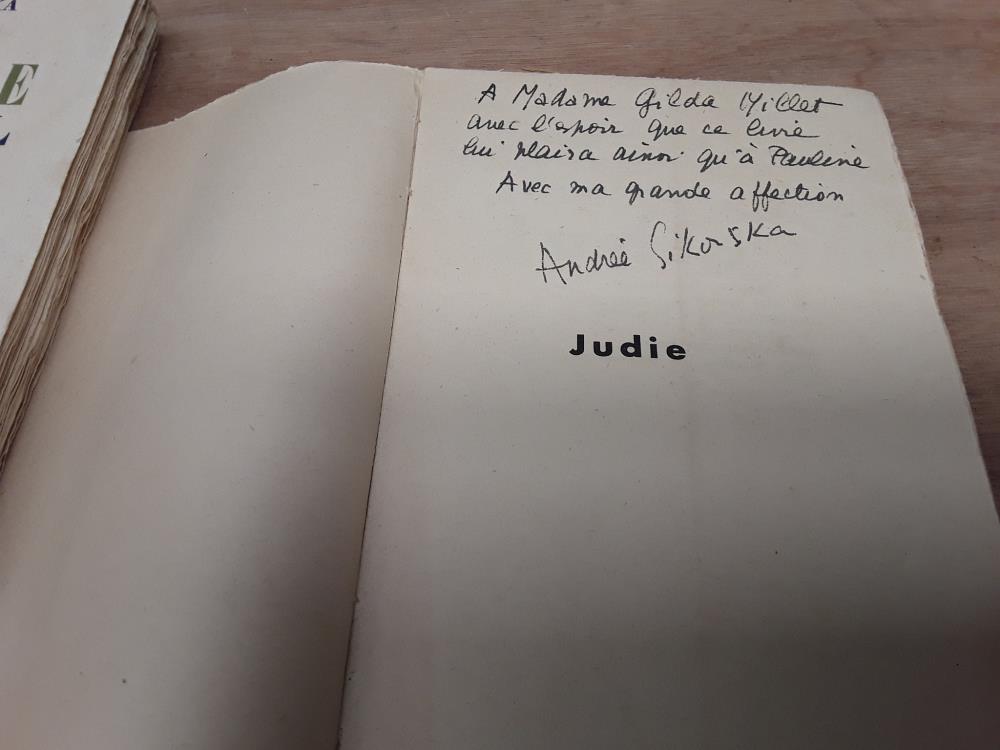 A
E
L
A Madame Gilda Millet
avec l'espoir que ce livre
lui plaira ainsi qu'à Pauline
Avec ma grande affection
Andrée Sikorska
Judie